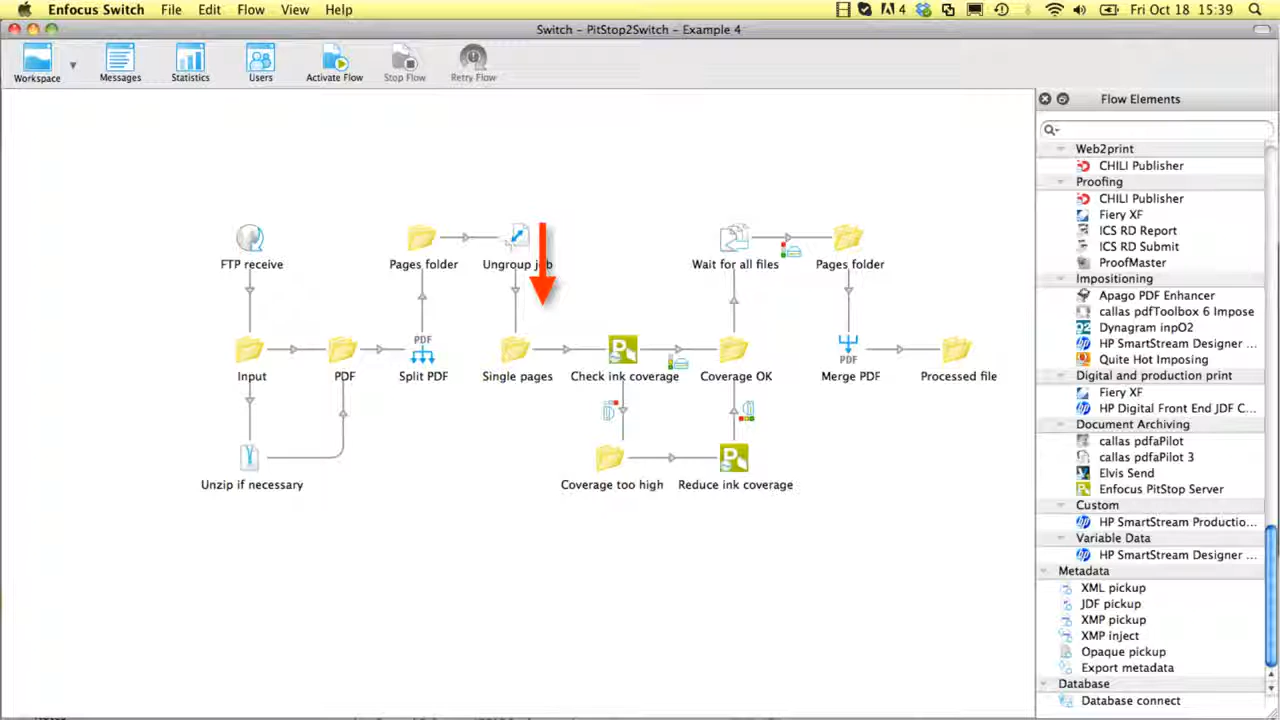 Enfocus Switch File Edit Flow View Help 4 Fri Oct 18 15:39
Switch - PitStop2Switch - Example 4
Workspace Messages Statistics Users Activate Flow Stop Flow Retry Flow
Flow Elements
Web2print
CHILI Publisher
Proofing
CHILI Publisher
Fiery XF
ICS RD Report
ICS RD Submit
ProofMaster
Impositioning
Apago PDF Enhancer
callas pdfToolbox 6 Impose
Dynagram inpO2
HP SmartStream Designer ...
Quite Hot Imposing
Digital and production print
Fiery XF
HP Digital Front End JDF C...
Document Archiving
callas pdfaPilot
callas pdfaPilot 3
Elvis Send
Enfocus PitStop Server
Custom
HP SmartStream Productio...
Variable Data
HP SmartStream Designer ...
Metadata
XML pickup
JDF pickup
XMP pickup
XMP inject
Opaque pickup
Export metadata
Database
Database connect
FTP receive Pages folder Ungroup job Wait for all files Pages folder
PDF
Input PDF Split PDF Single pages Check ink coverage Coverage OK PDF
Merge PDF Processed file
Unzip if necessary Coverage too high Reduce ink coverage